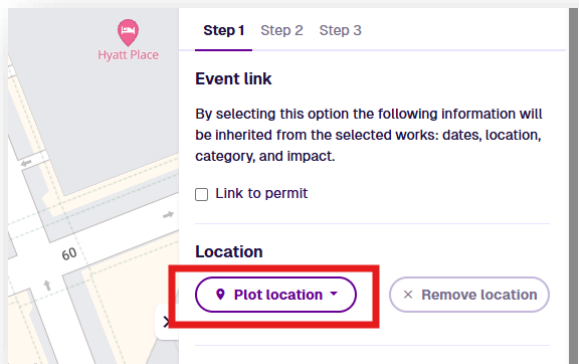 Hyatt Place
60
Step 1 Step 2 Step 3
Event link
By selecting this option the following information will
be inherited from the selected works: dates, location,
category, and impact.
Link to permit
Location
Plot location
× Remove location